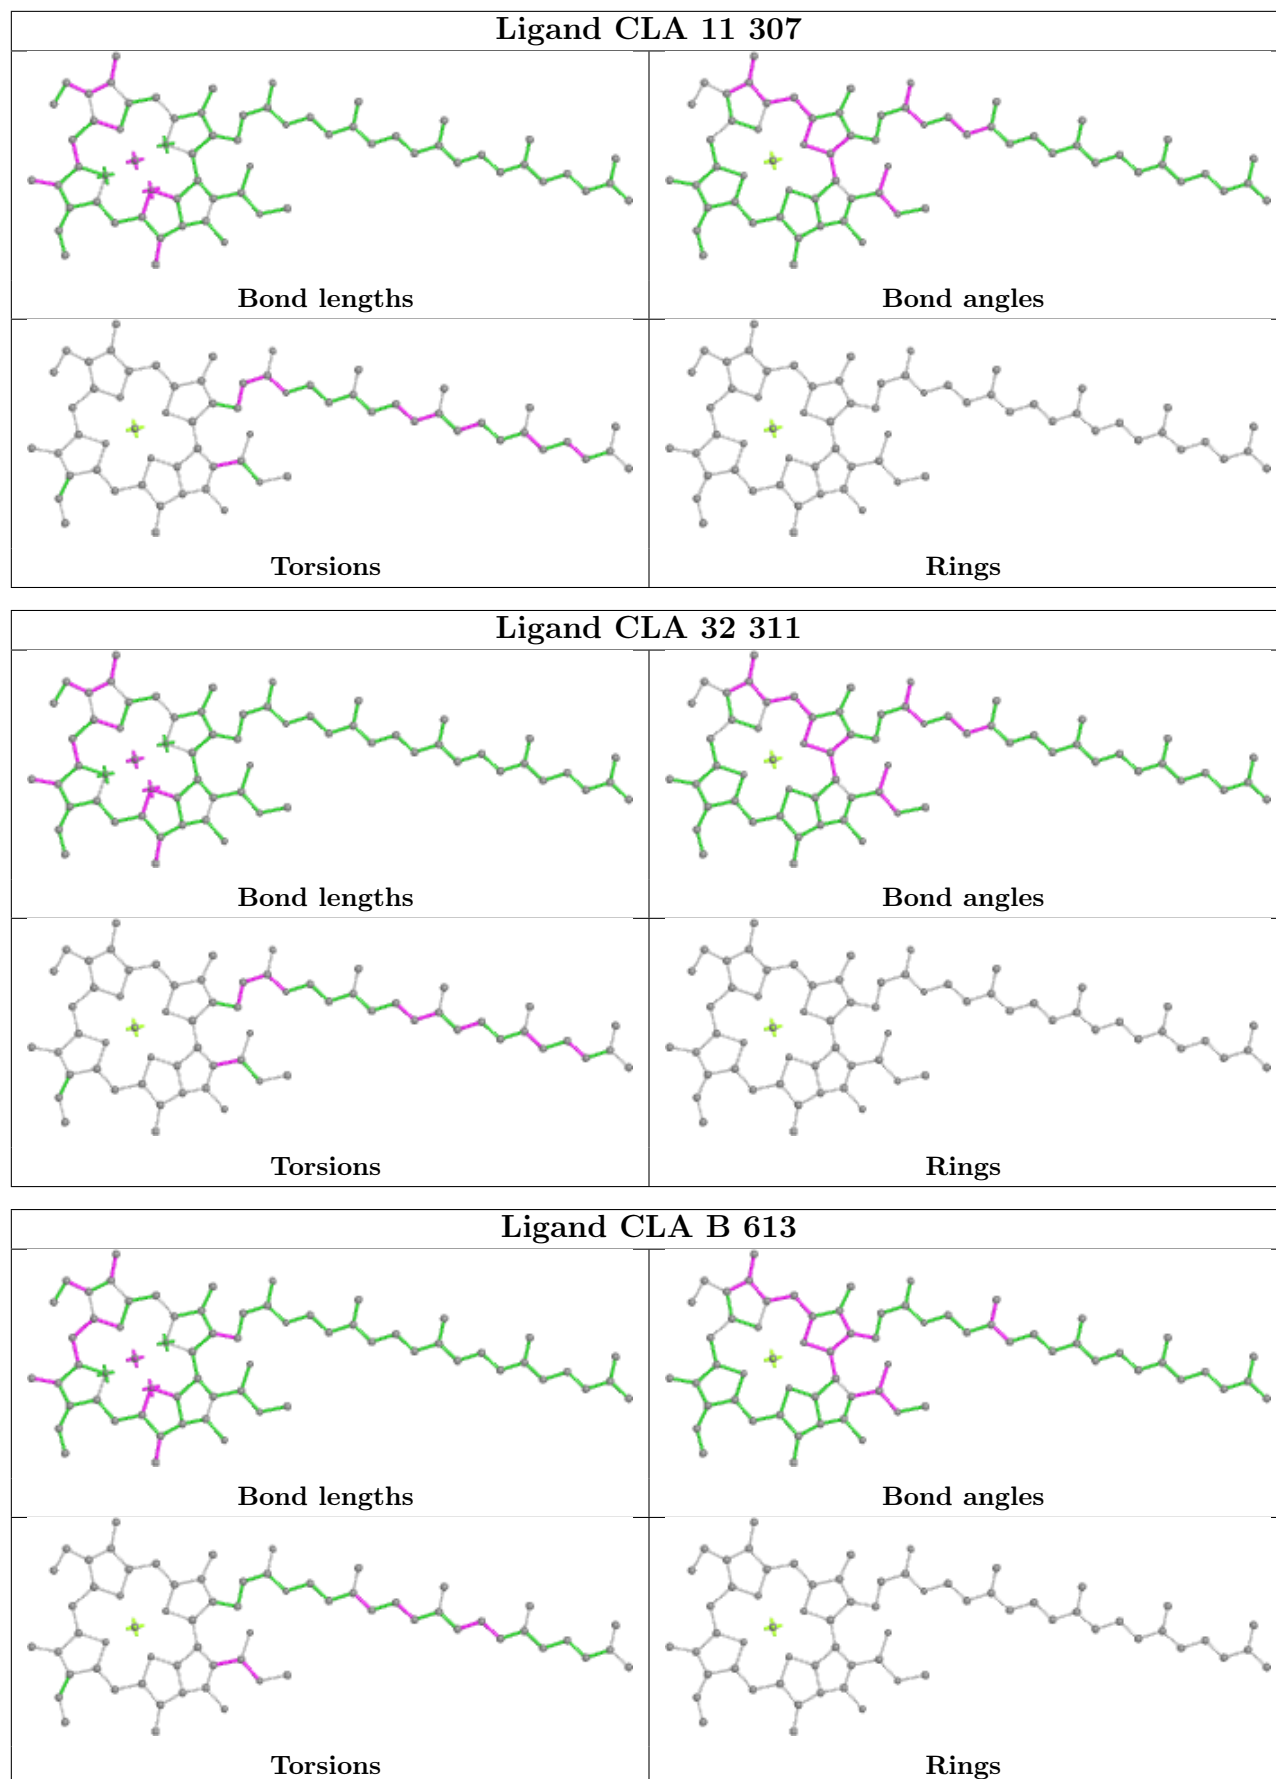 Ligand CLA 11 307
Bond lengths
Bond angles
Torsions
Rings
Ligand CLA 32 311
Bond lengths
Bond angles
Torsions
Rings
Ligand CLA B 613
Bond lengths
Bond angles
Torsions
Rings